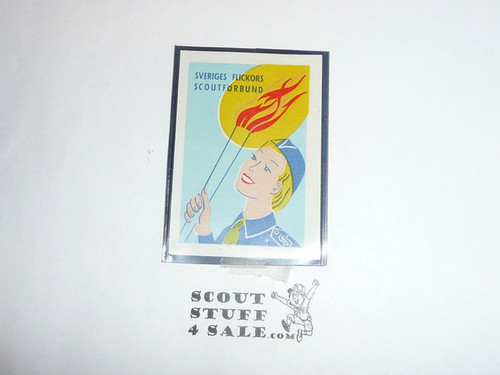 SVERIGES FLICKORS
SCOUTFÖRBUND
SCOUT
STUFF
4 SALE.COM